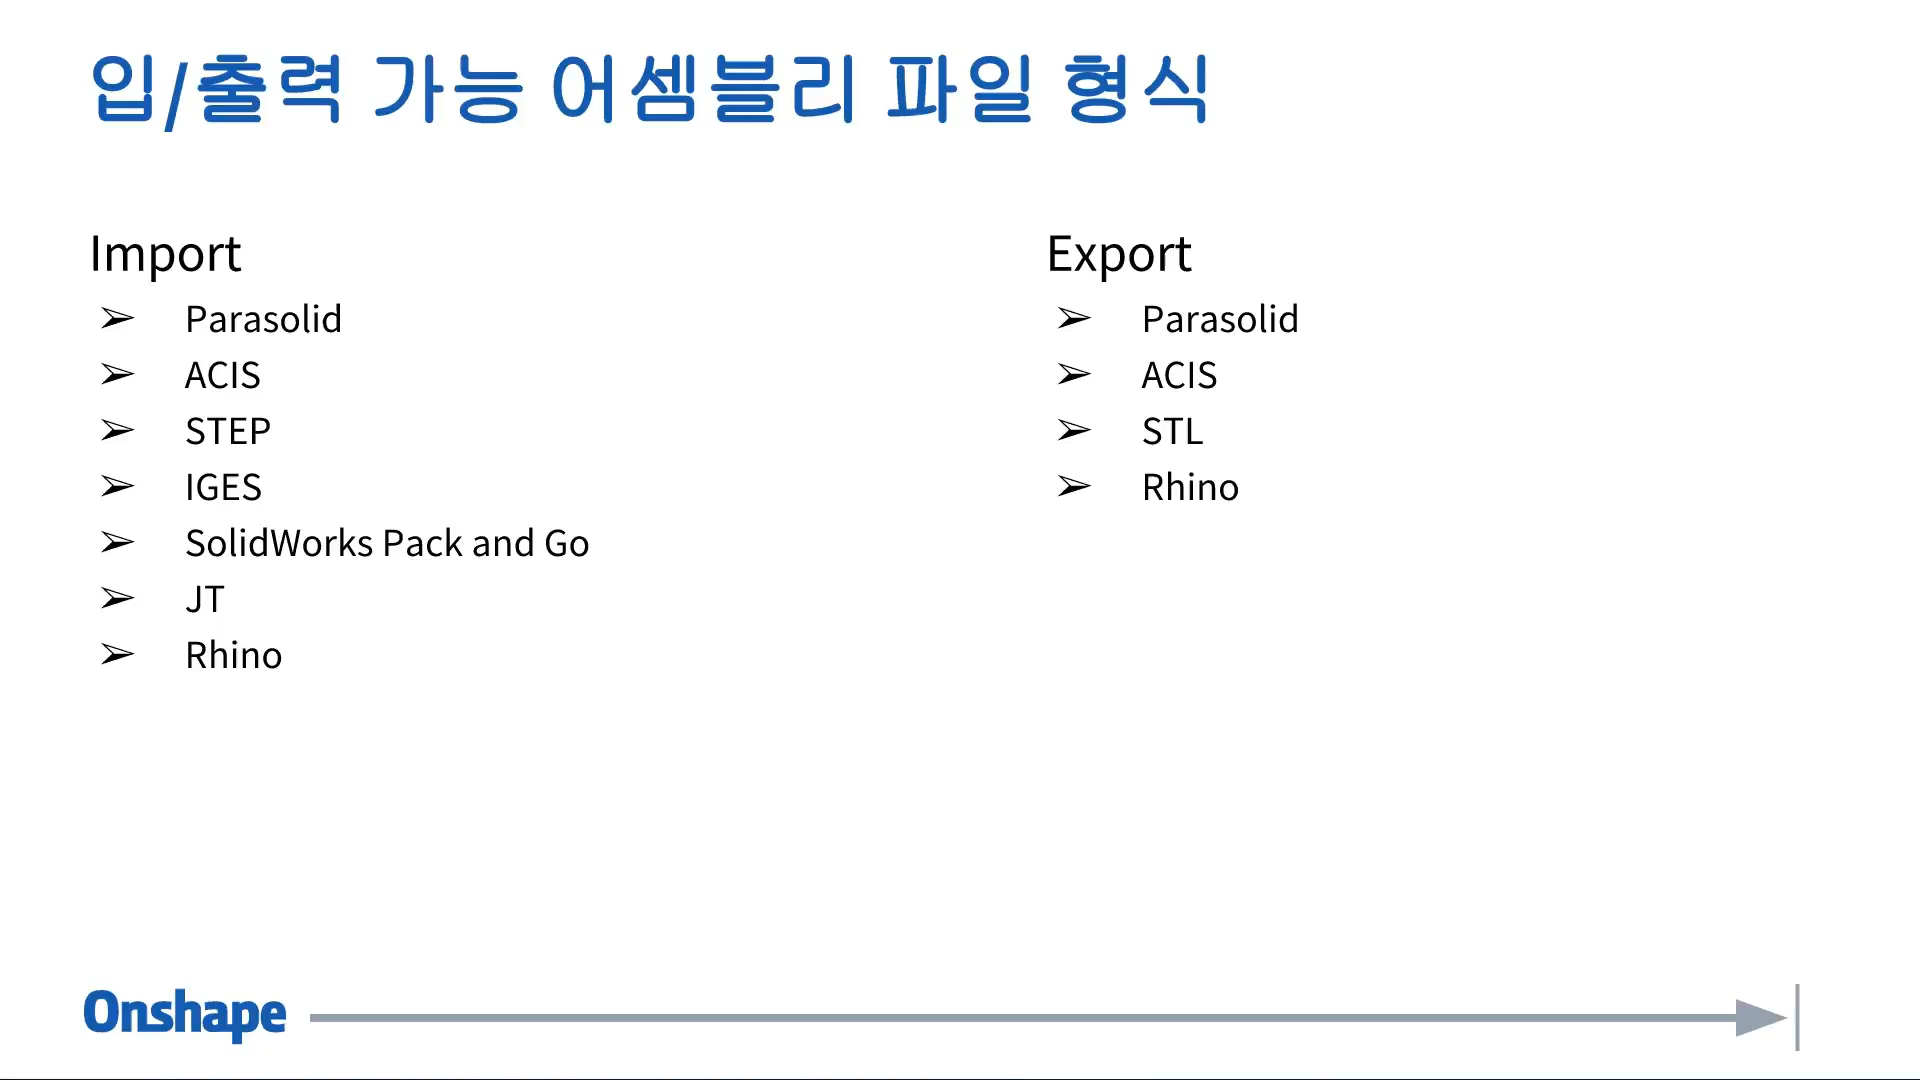 입/출력 가능 어셈블리 파일 형식
Import
➢ Parasolid
➢ ACIS
➢ STEP
➢ IGES
➢ SolidWorks Pack and Go
➢ JT
➢ Rhino
Export
➢ Parasolid
➢ ACIS
➢ STL
➢ Rhino
Onshape